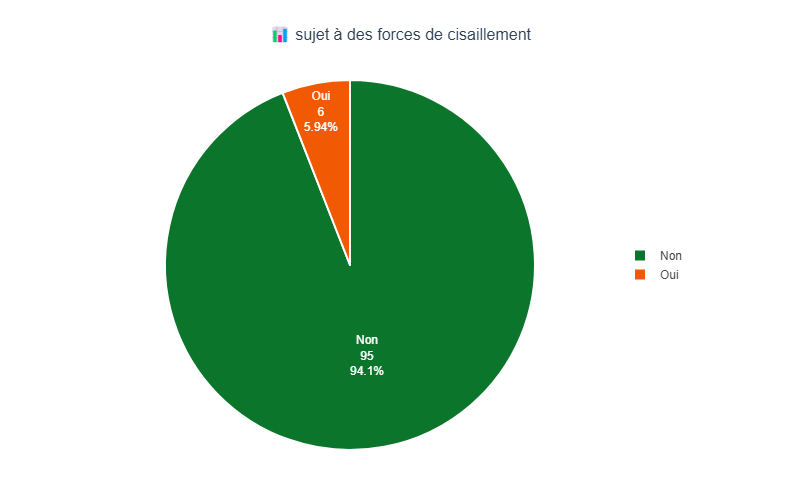 📊 sujet à des forces de cisaillement
Oui
6
5.94%
Non
95
94.1%
Non
Oui